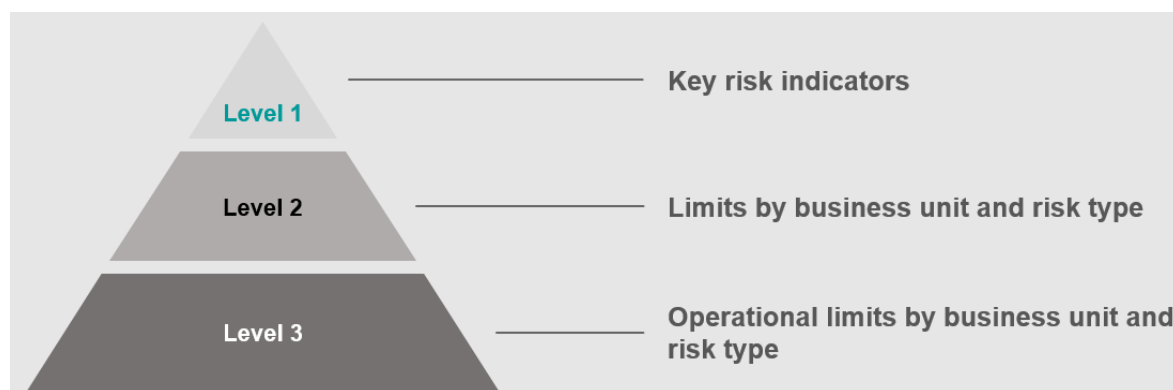 Level 1
Key risk indicators
Level 2
Limits by business unit and risk type
Level 3
Operational limits by business unit and
risk type